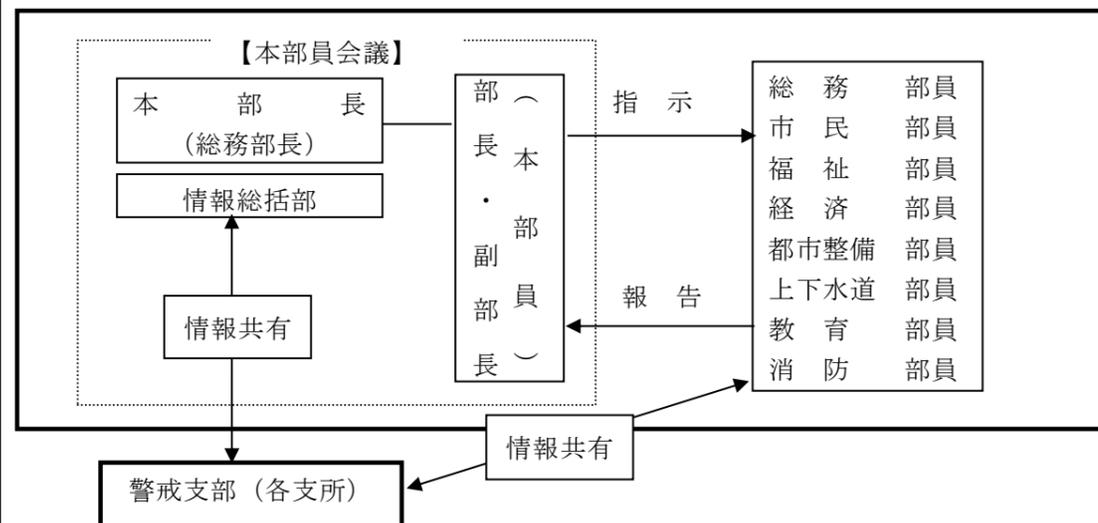 【本部員会議】
本部長
（総務部長）
情報総括部
情報共有
部長・副部長
（本部員）
指示
報告
総務 部員
市民 部員
福祉 部員
経済 部員
都市整備 部員
上下水道 部員
教育 部員
消防 部員
情報共有
警戒支部（各支所）